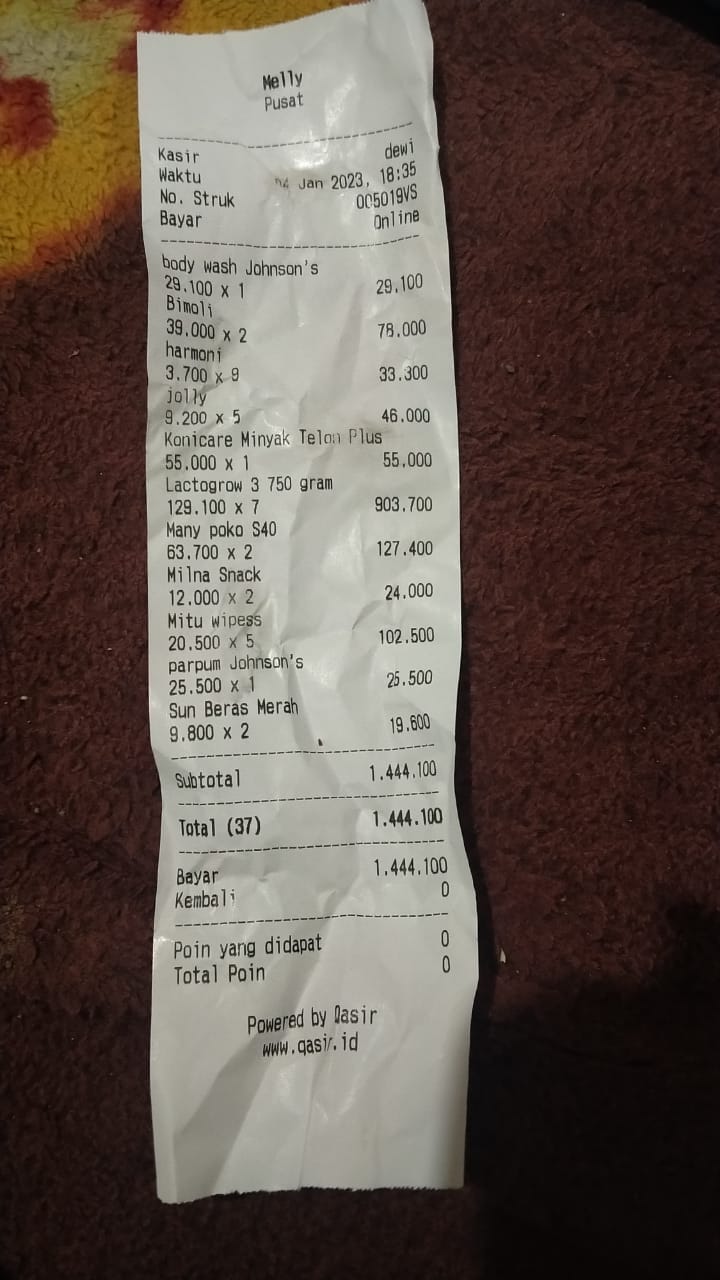 Melly
Pusat
Kasir dewi
Waktu 04 Jan 2023, 18:35
No. Struk 005019VS
Bayar Online
body wash Johnson's
29.100 x 1 29.100
Bimoli
39.000 x 2 78.000
harmoni
3.700 x 9 33.300
jolly
9.200 x 5 46.000
Konicare Minyak Telon Plus
55.000 x 1 55.000
Lactogrow 3 750 gram
129.100 x 7 903.700
Many poko S40
63.700 x 2 127.400
Milna Snack
12.000 x 2 24.000
Mitu wipess
20.500 x 5 102.500
parpum Johnson's
25.500 x 1 25.500
Sun Beras Merah
9.800 x 2 19.600
Subtotal 1.444.100
Total (37) 1.444.100
Bayar 1.444.100
Kembali 0
Poin yang didapat 0
Total Poin 0
Powered by Qasir
www.qasir.id